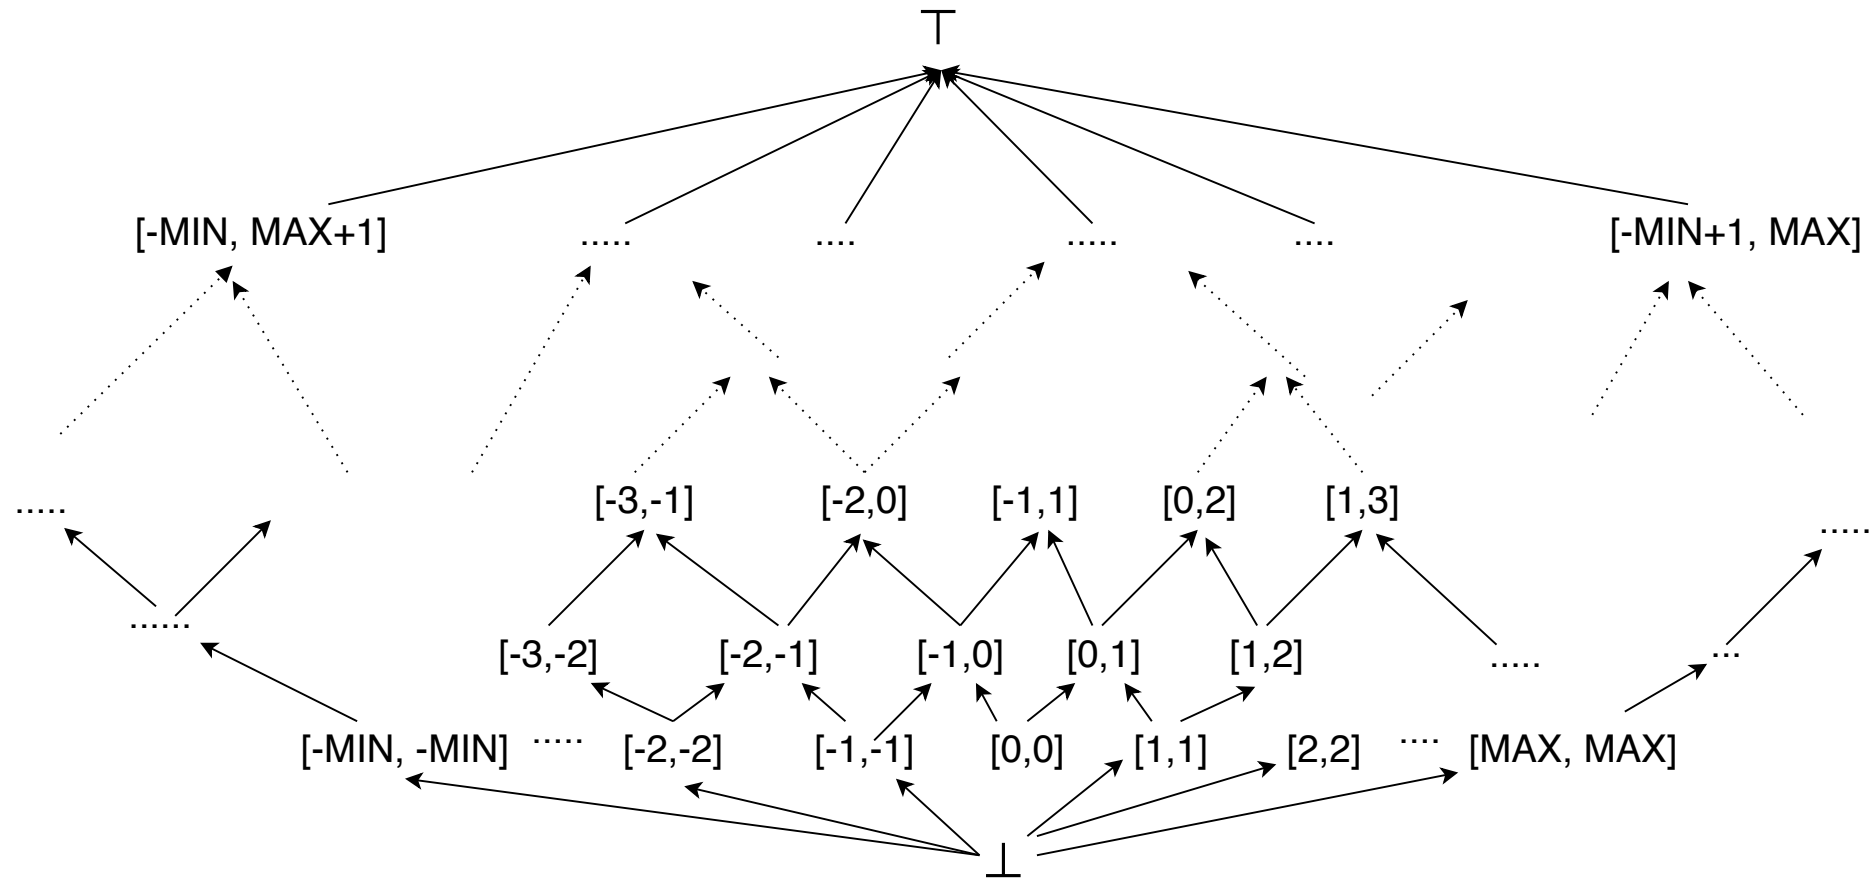 ⊤
[-MIN, MAX+1] ..... .... ..... .... [-MIN+1, MAX]
..... [-3,-1] [-2,0] [-1,1] [0,2] [1,3] .....
...... [-3,-2] [-2,-1] [-1,0] [0,1] [1,2] ..... ...
[-MIN, -MIN] ..... [-2,-2] [-1,-1] [0,0] [1,1] [2,2] .... [MAX, MAX]
⊥